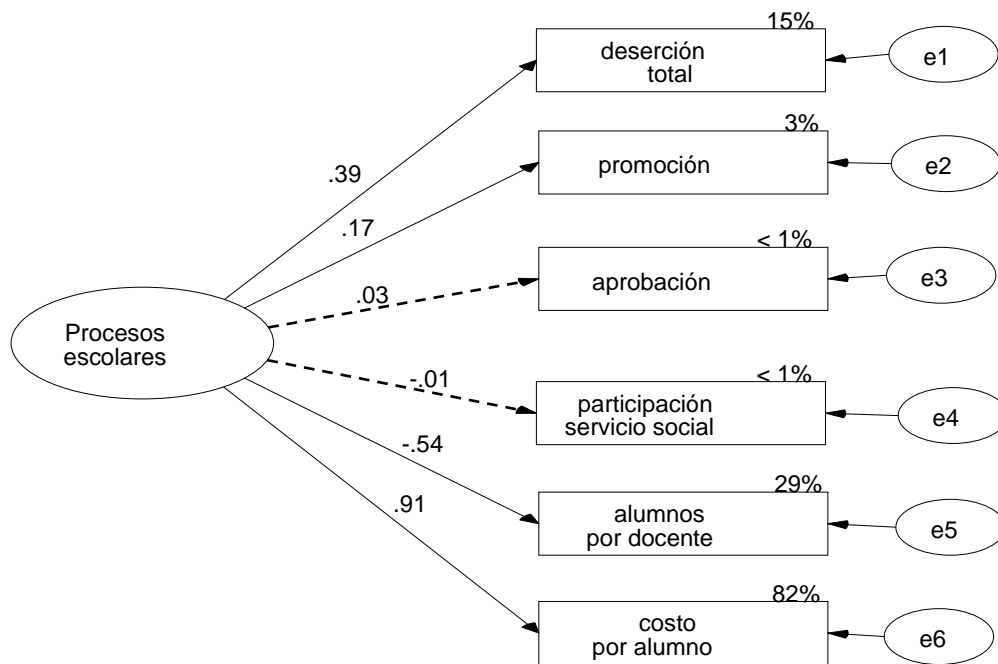 15%
deserción
total
e1
3%
promoción
e2
.39
.17
< 1%
aprobación
e3
.03
Procesos
escolares
-.01
< 1%
participación
servicio social
e4
-.54
29%
alumnos
por docente
e5
.91
82%
costo
por alumno
e6